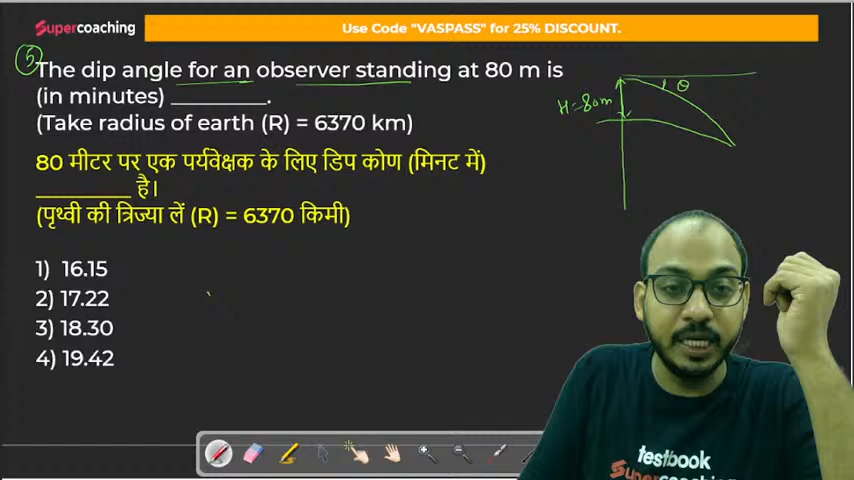 Supercoaching
Use Code "VASPASS" for 25% DISCOUNT.
5
The dip angle for an observer standing at 80 m is
(in minutes) ________.
(Take radius of earth (R) = 6370 km)
H=80m
θ
80 मीटर पर एक पर्यवेक्षक के लिए डिप कोण (मिनट में)
________ है।
(पृथ्वी की त्रिज्या लें (R) = 6370 किमी)
1) 16.15
2) 17.22
3) 18.30
4) 19.42
testbook
Supercoaching